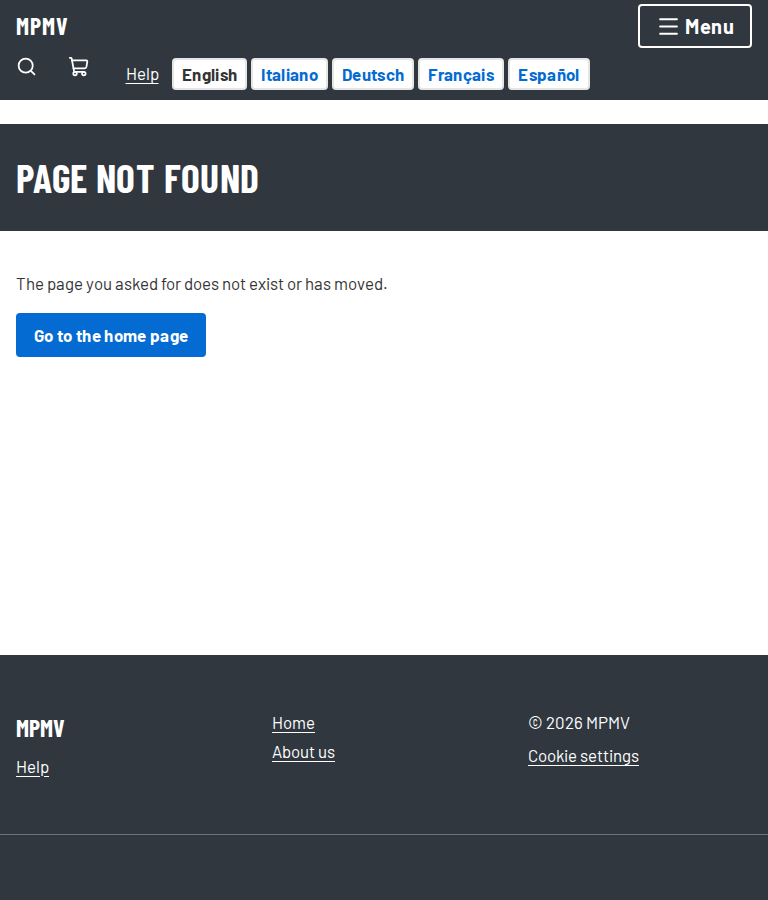 MPMV
Menu
Help
English
Italiano
Deutsch
Français
Español
PAGE NOT FOUND
The page you asked for does not exist or has moved.
Go to the home page
MPMV
Help
Home
About us
© 2026 MPMV
Cookie settings